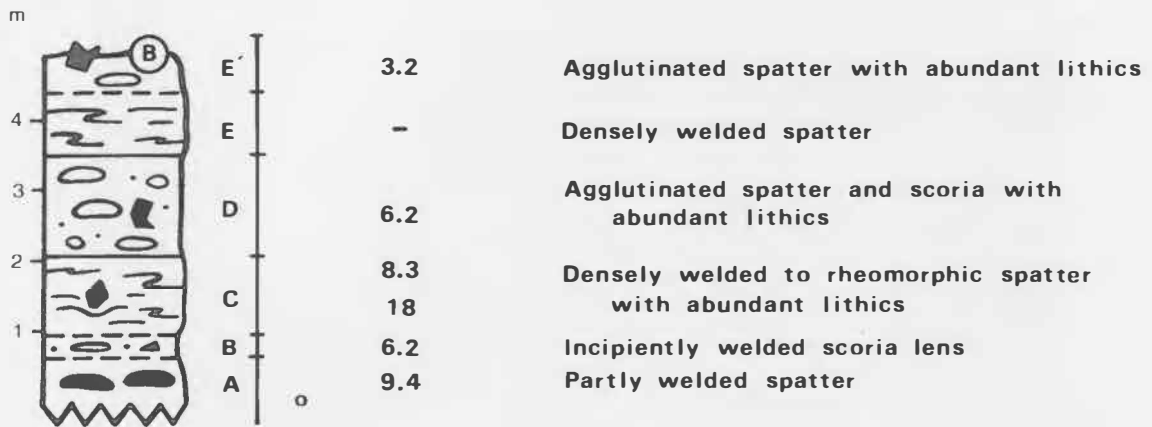 m
B
E´ 3.2 Agglutinated spatter with abundant lithics
4 E - Densely welded spatter
3 D 6.2 Agglutinated spatter and scoria with
abundant lithics
2 8.3 Densely welded to rheomorphic spatter
C 18 with abundant lithics
1
B 6.2 Incipiently welded scoria lens
A 9.4 Partly welded spatter
o